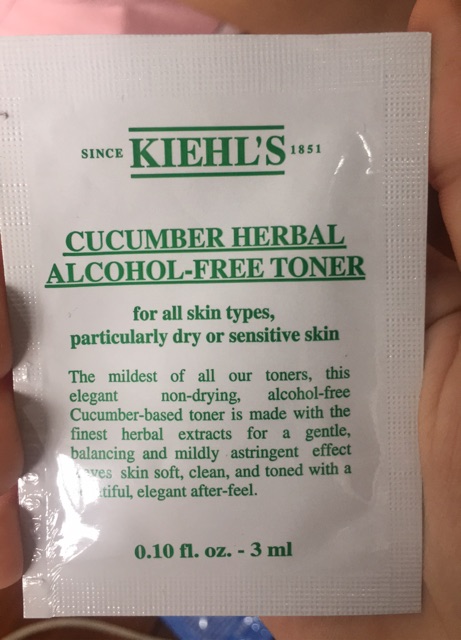 SINCE KIEHL'S 1851
CUCUMBER HERBAL
ALCOHOL-FREE TONER
for all skin types,
particularly dry or sensitive skin
The mildest of all our toners, this
elegant non-drying, alcohol-free
Cucumber-based toner is made with the
finest herbal extracts for a gentle,
balancing and mildly astringent effect
skin soft, clean, and toned with a
elegant after-feel.
0.10 fl. oz. - 3 ml